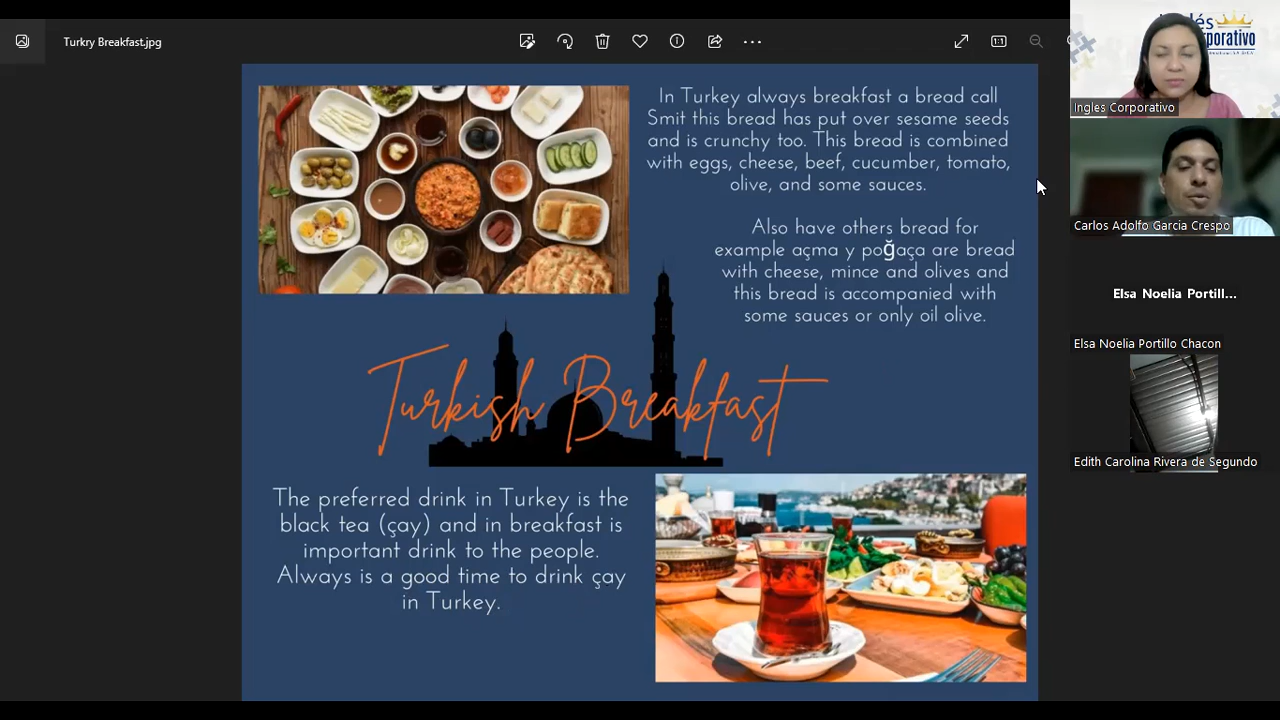 Turkry Breakfast.jpg
1:1
In Turkey always breakfast a bread call
Smit this bread has put over sesame seeds
and is crunchy too. This bread is combined
with eggs, cheese, beef, cucumber, tomato,
olive, and some sauces.
Also have others bread for
example açma y poğaça are bread
with cheese, mince and olives and
this bread is accompanied with
some sauces or only oil olive.
Turkish Breakfast
The preferred drink in Turkey is the
black tea (çay) and in breakfast is
important drink to the people.
Always is a good time to drink çay
in Turkey.
Ingles Corporativo
Carlos Adolfo Garcia Crespo
Elsa Noelia Portill...
Elsa Noelia Portillo Chacon
Edith Carolina Rivera de Segundo